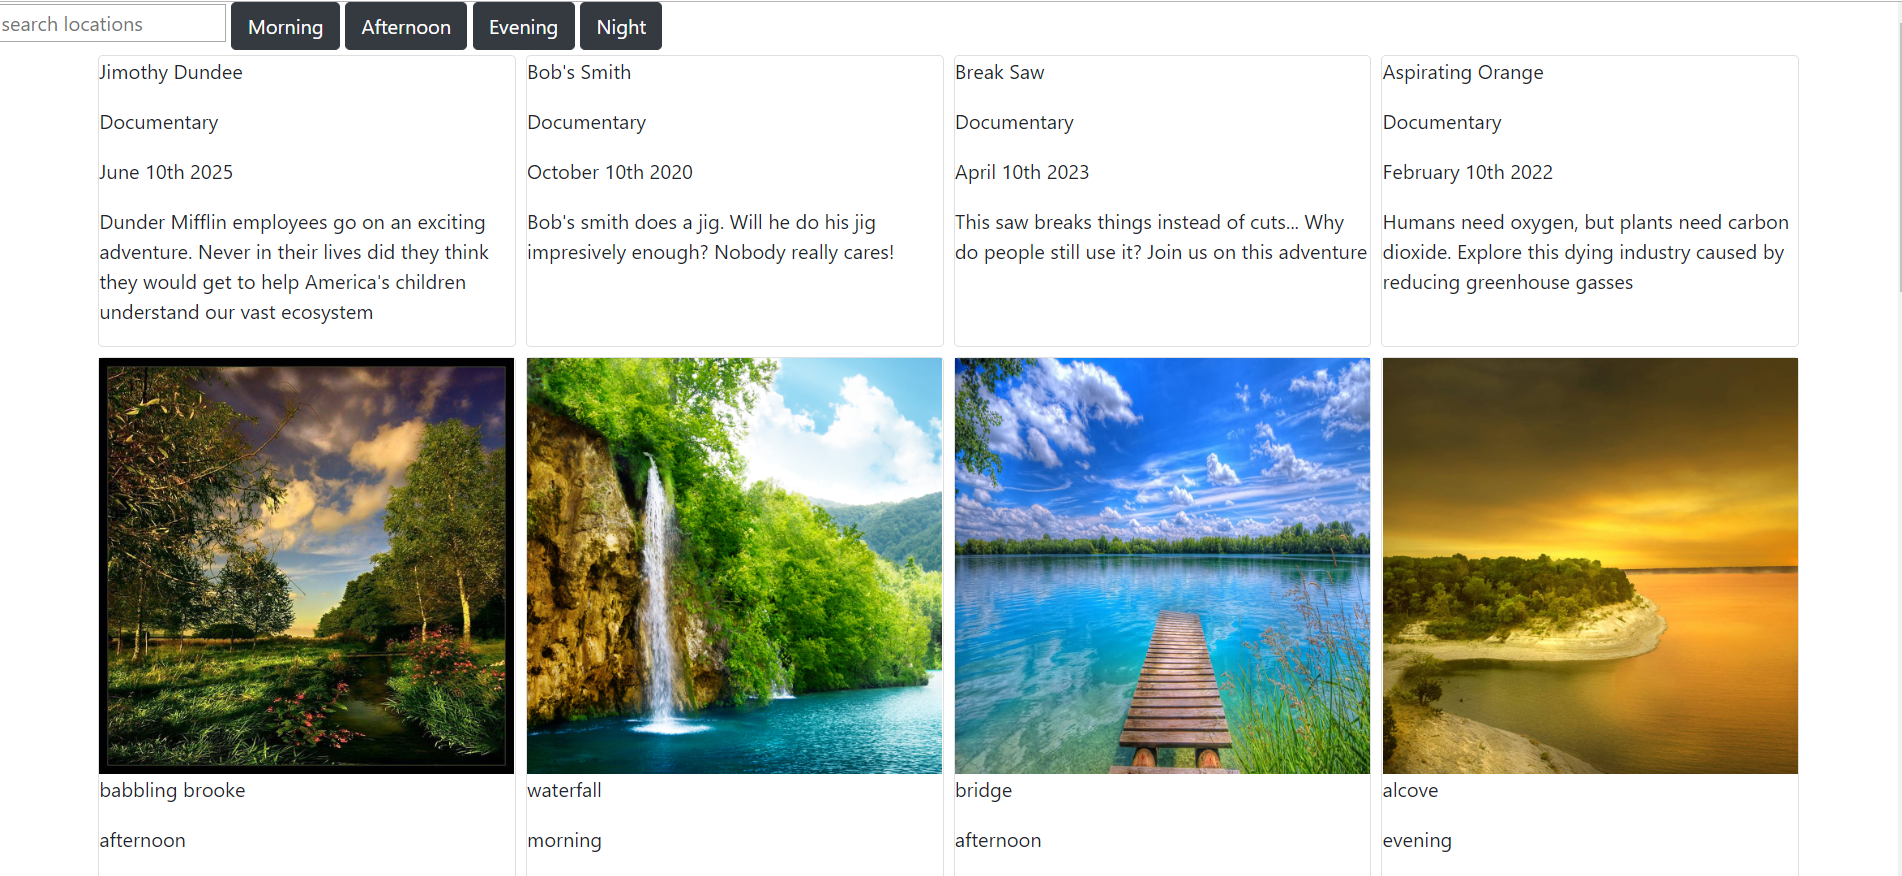 search locations
Morning
Afternoon
Evening
Night
Jimothy Dundee
Documentary
June 10th 2025
Dunder Mifflin employees go on an exciting
adventure. Never in their lives did they think
they would get to help America's children
understand our vast ecosystem
Bob's Smith
Documentary
October 10th 2020
Bob's smith does a jig. Will he do his jig
impresively enough? Nobody really cares!
Break Saw
Documentary
April 10th 2023
This saw breaks things instead of cuts... Why
do people still use it? Join us on this adventure
Aspirating Orange
Documentary
February 10th 2022
Humans need oxygen, but plants need carbon
dioxide. Explore this dying industry caused by
reducing greenhouse gasses
babbling brooke
afternoon
waterfall
morning
bridge
afternoon
alcove
evening